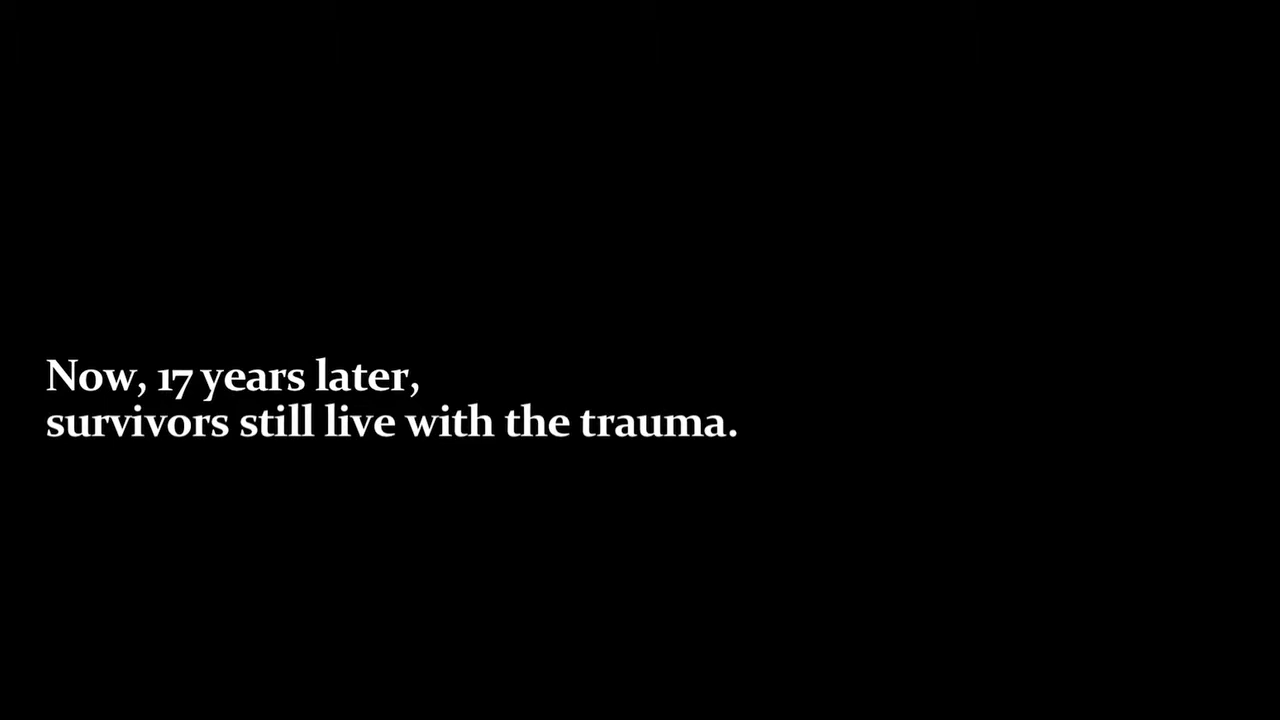 Now, 17 years later,
survivors still live with the trauma.